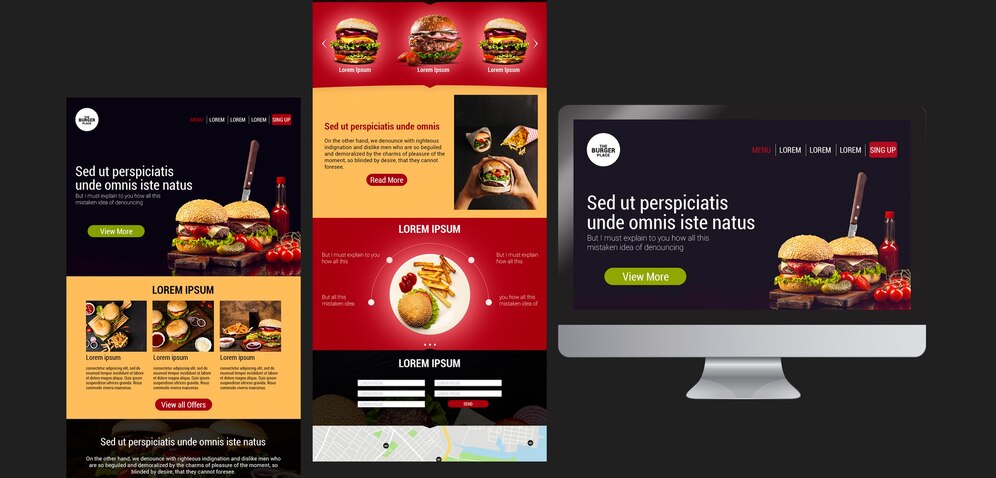 THE
BURGER
PLACE
MENU
LOREM
LOREM
LOREM
SING UP
Sed ut perspiciatis
unde omnis iste natus
But I must explain to you how all this
mistaken idea of denouncing
View More
LOREM IPSUM
Lorem ipsum
Lorem ipsum
Lorem ipsum
consectetur adipiscing elit, sed do
eiusmod tempor incididunt ut labore
et dolore magna aliqua. Quis ipsum
suspendisse ultrices gravida. Risus
commodo viverra maecenas.
consectetur adipiscing elit, sed do
eiusmod tempor incididunt ut labore
et dolore magna aliqua. Quis ipsum
suspendisse ultrices gravida. Risus
commodo viverra maecenas.
consectetur adipiscing elit, sed do
eiusmod tempor incididunt ut labore
et dolore magna aliqua. Quis ipsum
suspendisse ultrices gravida. Risus
commodo viverra maecenas.
View all Offers
Sed ut perspiciatis unde omnis iste natus
On the other hand, we denounce with righteous indignation and dislike men who are
so beguiled and demoralized by the charms of pleasure of the moment, so
blinded by desire, that they cannot foresee.
Lorem Ipsum
Lorem Ipsum
Lorem Ipsum
Sed ut perspiciatis unde omnis
On the other hand, we denounce with righteous
indignation and dislike men who are so beguiled
and demoralized by the charms of pleasure of the
moment, so blinded by desire, that they cannot
foresee.
Read More
LOREM IPSUM
But I must explain to you
how all this
But I must explain
how all this
But all this
mistaken idea
you how all this
mistaken idea of
LOREM IPSUM
LOREM IPSUM
LOREM IPSUM
LOREM IPSUM
LOREM IPSUM
LOREM IPSUM
SEND
THE
BURGER
PLACE
MENU
LOREM
LOREM
LOREM
SING UP
Sed ut perspiciatis
unde omnis iste natus
But I must explain to you how all this
mistaken idea of denouncing
View More